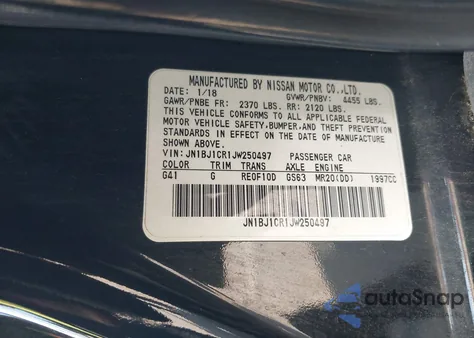 MANUFACTURED BY NISSAN MOTOR CO.,LTD.
DATE: 1/18 GVWR/PNBV: 4455 LBS.
GAWR/PNBE FR: 2370 LBS. RR: 2120 LBS.
THIS VEHICLE CONFORMS TO ALL APPLICABLE FEDERAL
MOTOR VEHICLE SAFETY,BUMPER,AND THEFT PREVENTION
STANDARDS IN EFFECT ON THE DATE OF MANUFACTURE
SHOWN ABOVE.
VIN: JN1BJ1CR1JW250497 PASSENGER CAR
COLOR TRIM TRANS AXLE ENGINE
G41 G RE0F10D GS63 MR20(DD) 1997CC
JN1BJ1CR1JW250497
autoSnap